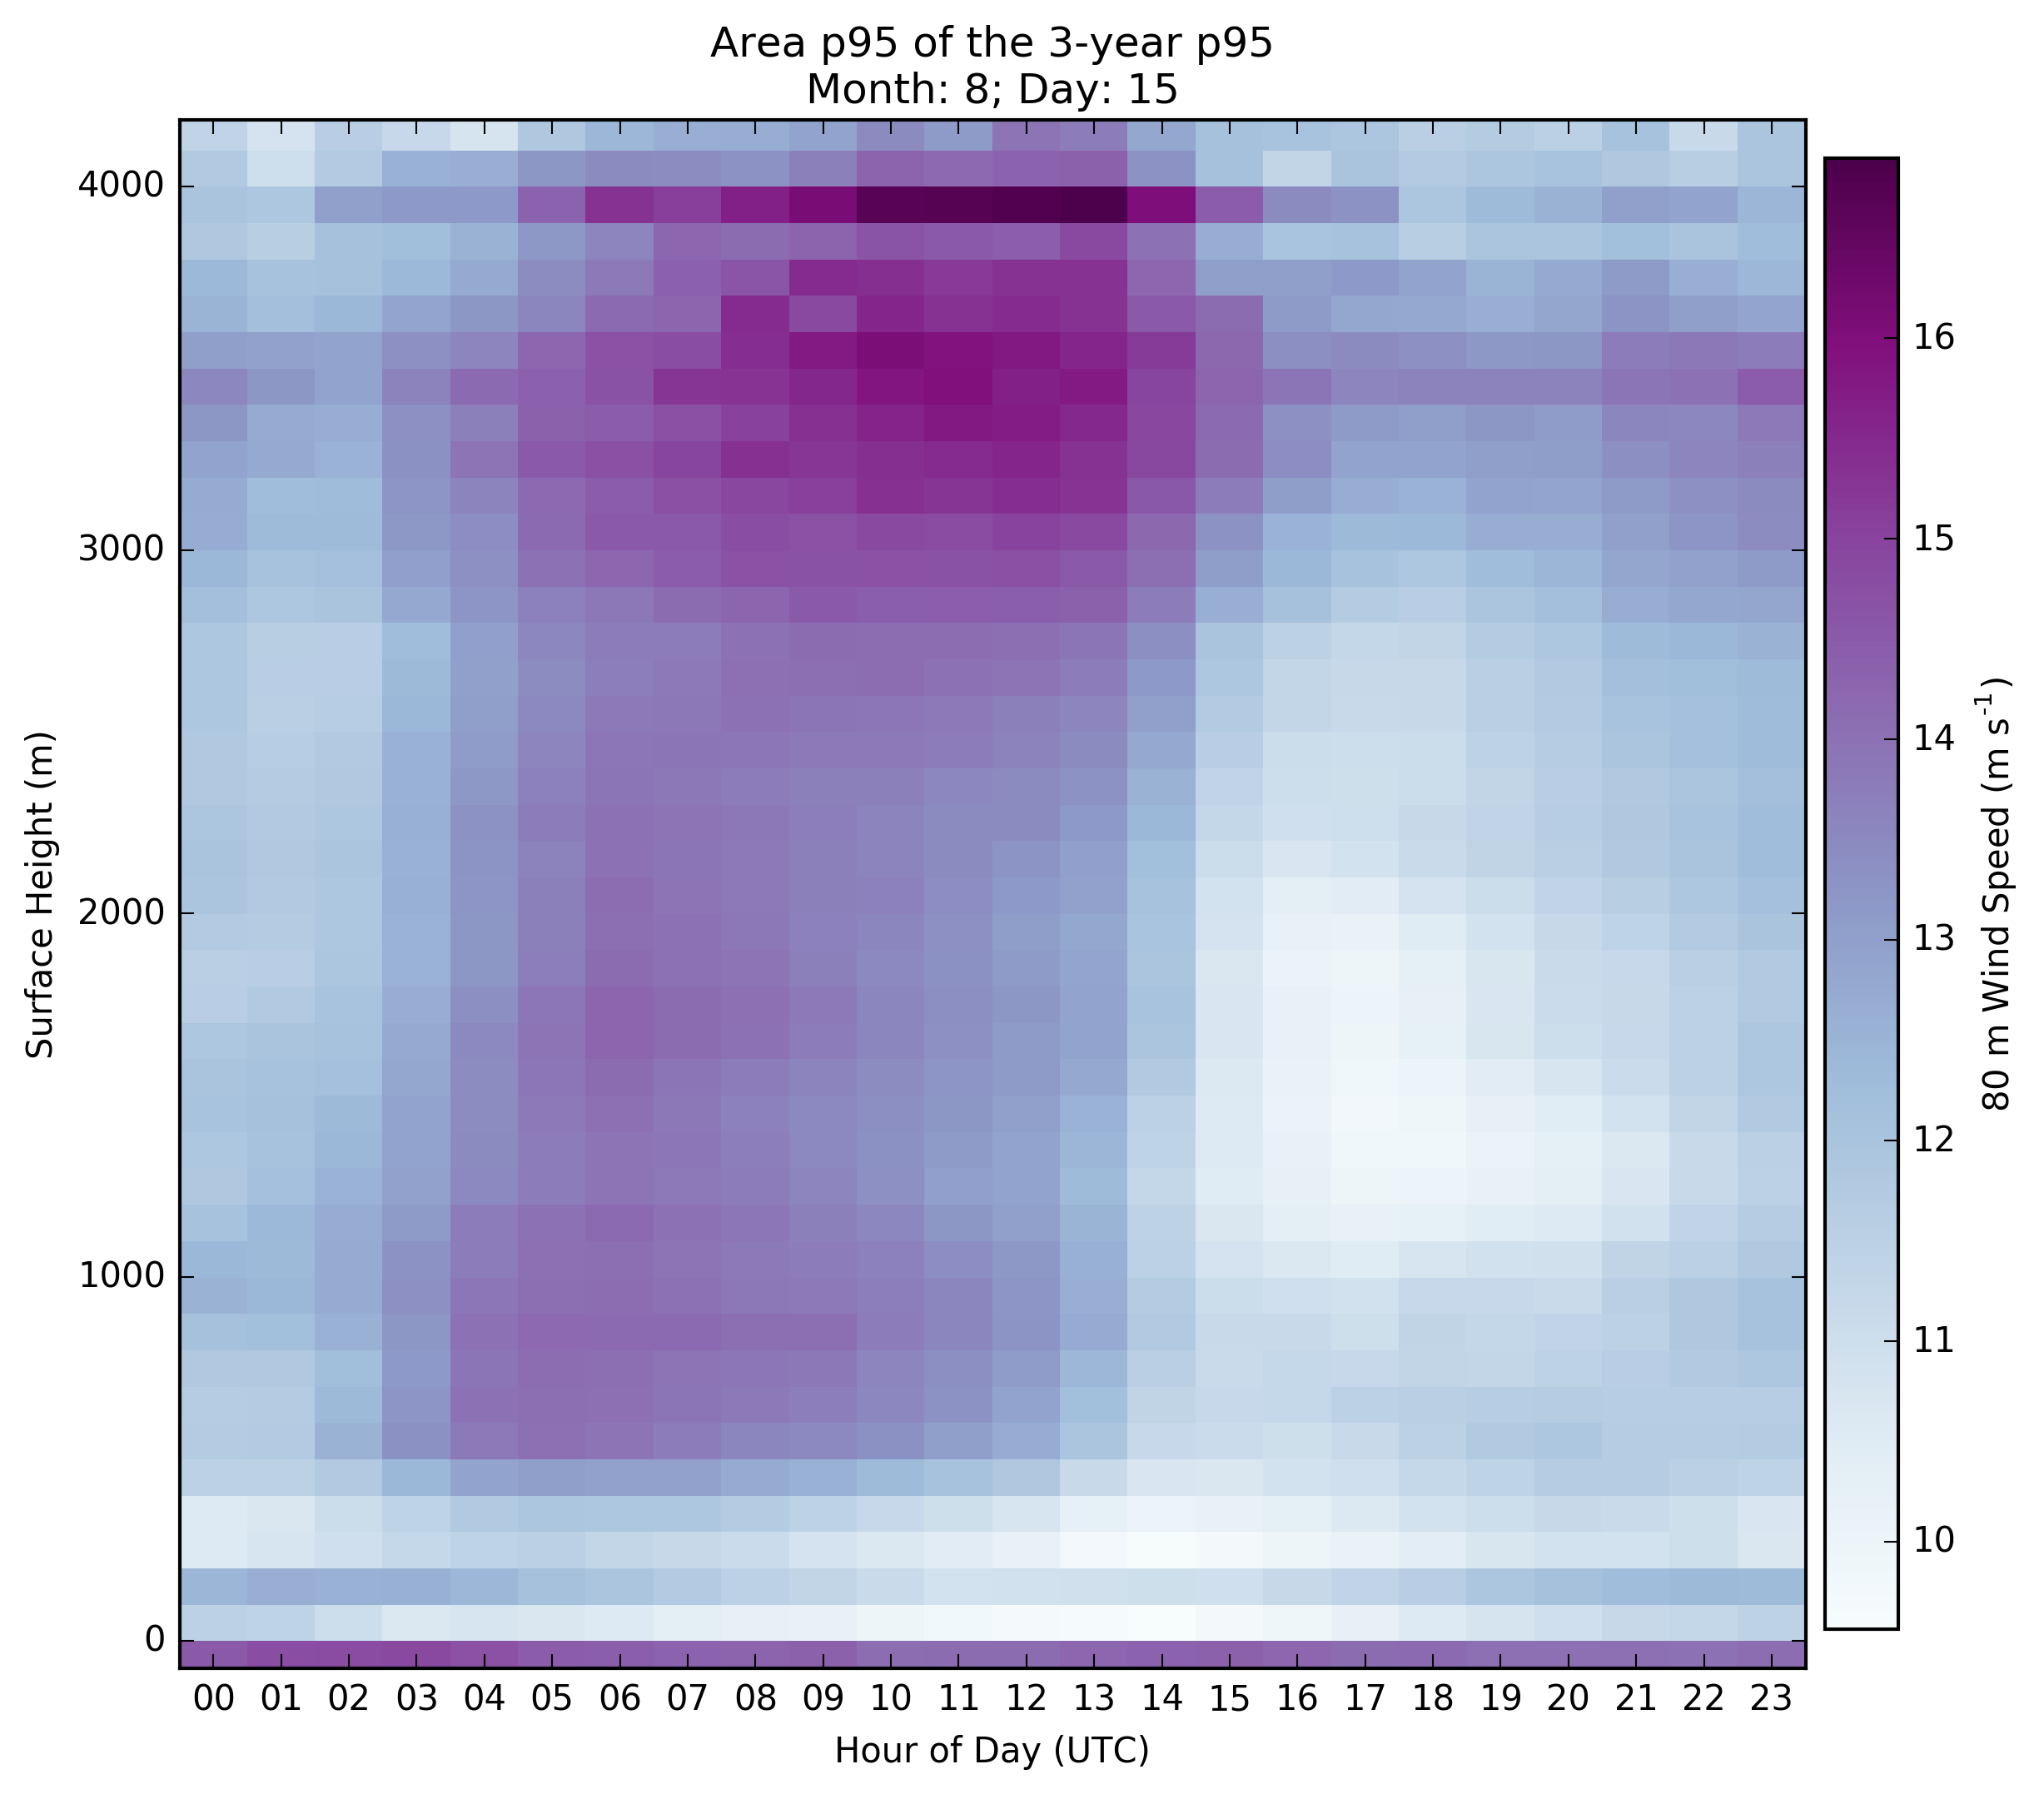 Area p95 of the 3-year p95
Month: 8; Day: 15
4000
3000
2000
1000
0
Surface Height (m)
00 01 02 03 04 05 06 07 08 09 10 11 12 13 14 15 16 17 18 19 20 21 22 23
Hour of Day (UTC)
16
15
14
13
12
11
10
80 m Wind Speed (m s⁻¹)